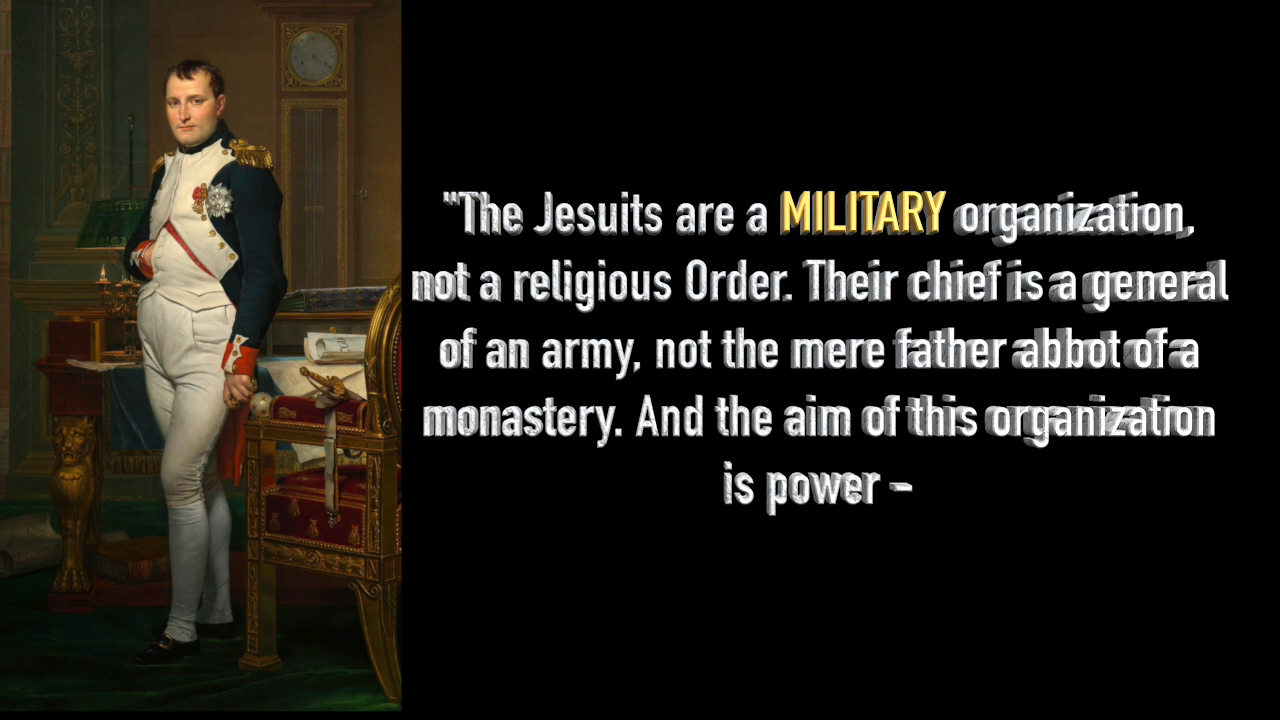 "The Jesuits are a MILITARY organization,
not a religious Order. Their chief is a general
of an army, not the mere father abbot of a
monastery. And the aim of this organization
is power –